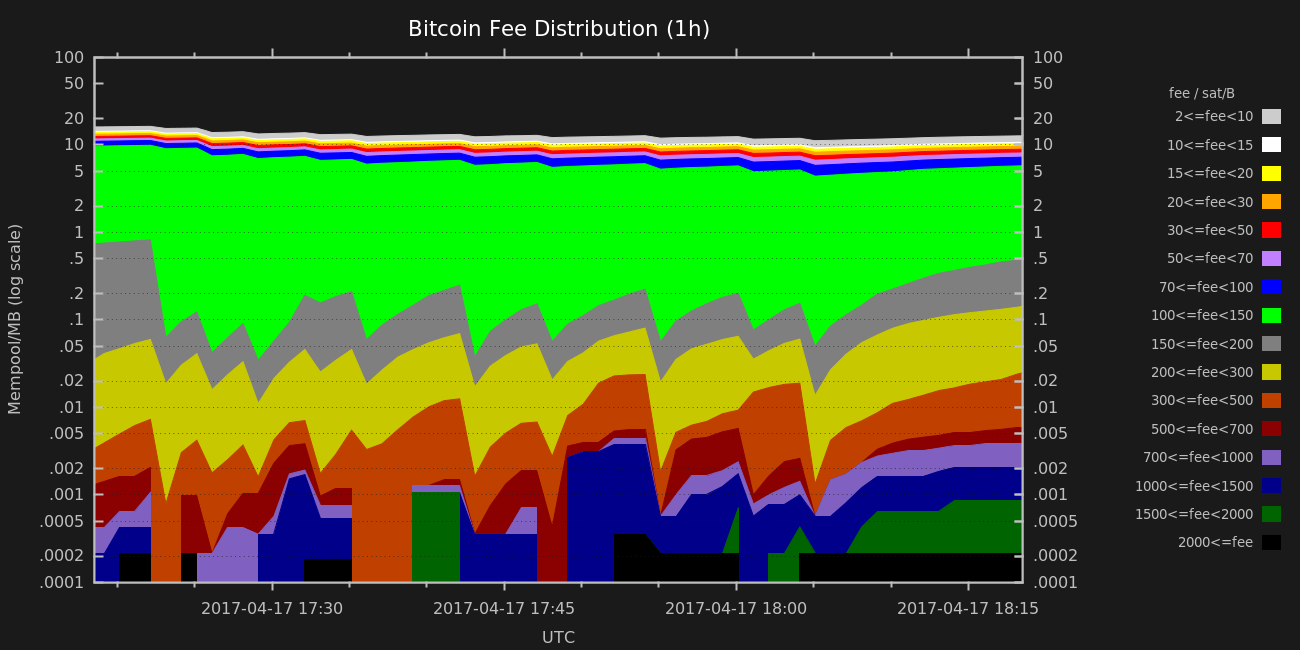 Bitcoin Fee Distribution (1h)
100
50
20
10
5
2
1
.5
.2
.1
.05
.02
.01
.005
.002
.001
.0005
.0002
.0001
Mempool/MB (log scale)
100
50
20
10
5
2
1
.5
.2
.1
.05
.02
.01
.005
.002
.001
.0005
.0002
.0001
2017-04-17 17:30
2017-04-17 17:45
2017-04-17 18:00
2017-04-17 18:15
UTC
fee / sat/B
2<=fee<10
10<=fee<15
15<=fee<20
20<=fee<30
30<=fee<50
50<=fee<70
70<=fee<100
100<=fee<150
150<=fee<200
200<=fee<300
300<=fee<500
500<=fee<700
700<=fee<1000
1000<=fee<1500
1500<=fee<2000
2000<=fee